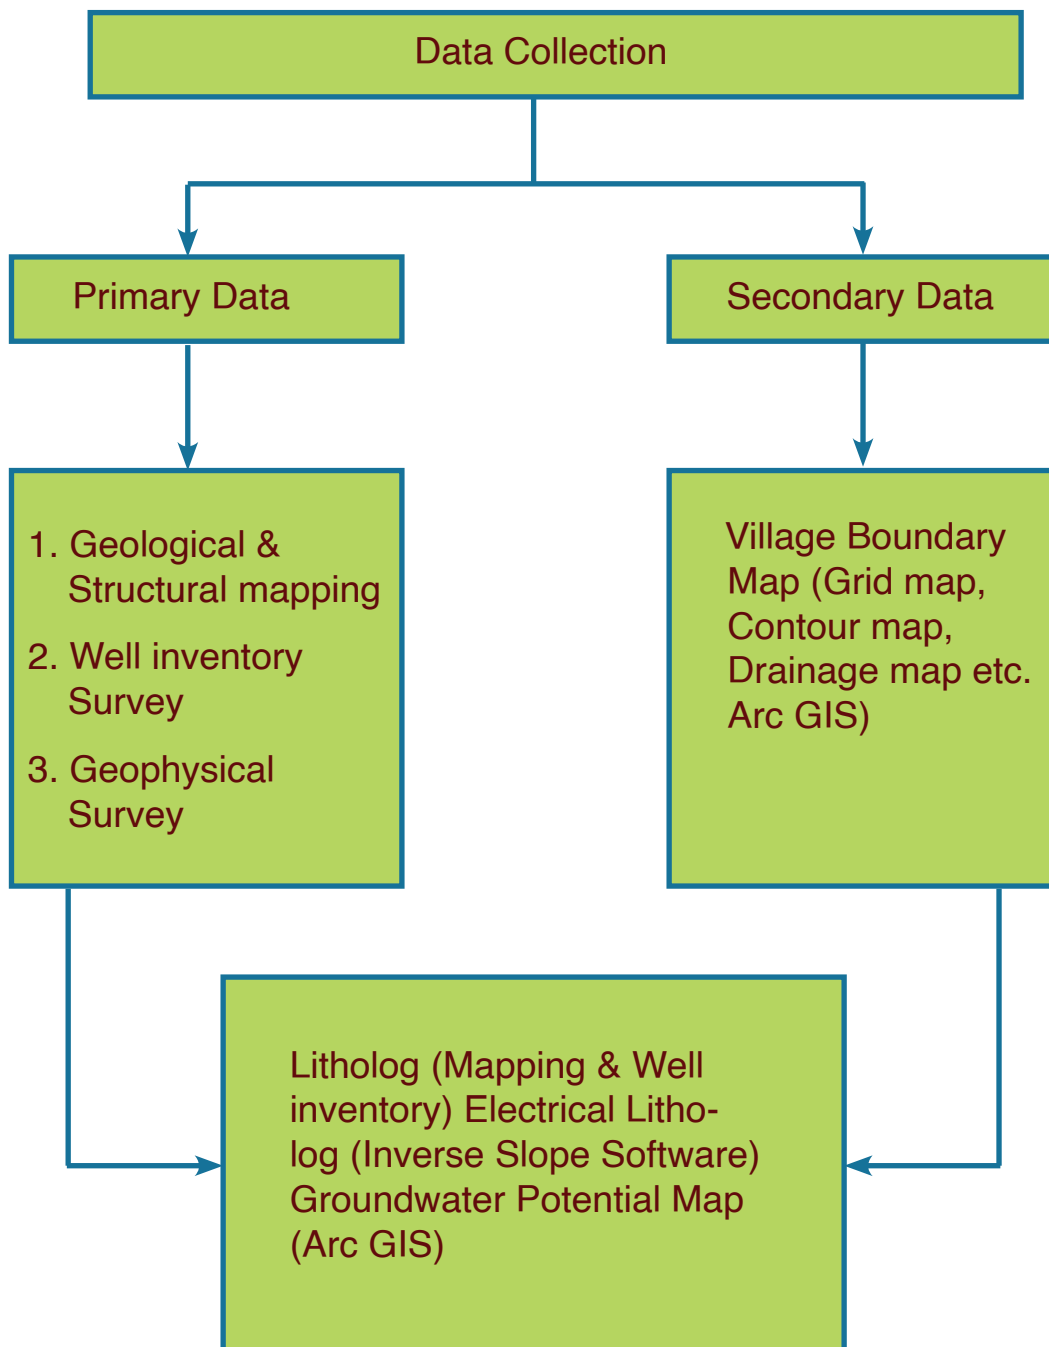 Data Collection
Primary Data
Secondary Data
1. Geological &
Structural mapping
2. Well inventory
Survey
3. Geophysical
Survey
Village Boundary
Map (Grid map,
Contour map,
Drainage map etc.
Arc GIS)
Litholog (Mapping & Well
inventory) Electrical Litho-
log (Inverse Slope Software)
Groundwater Potential Map
(Arc GIS)